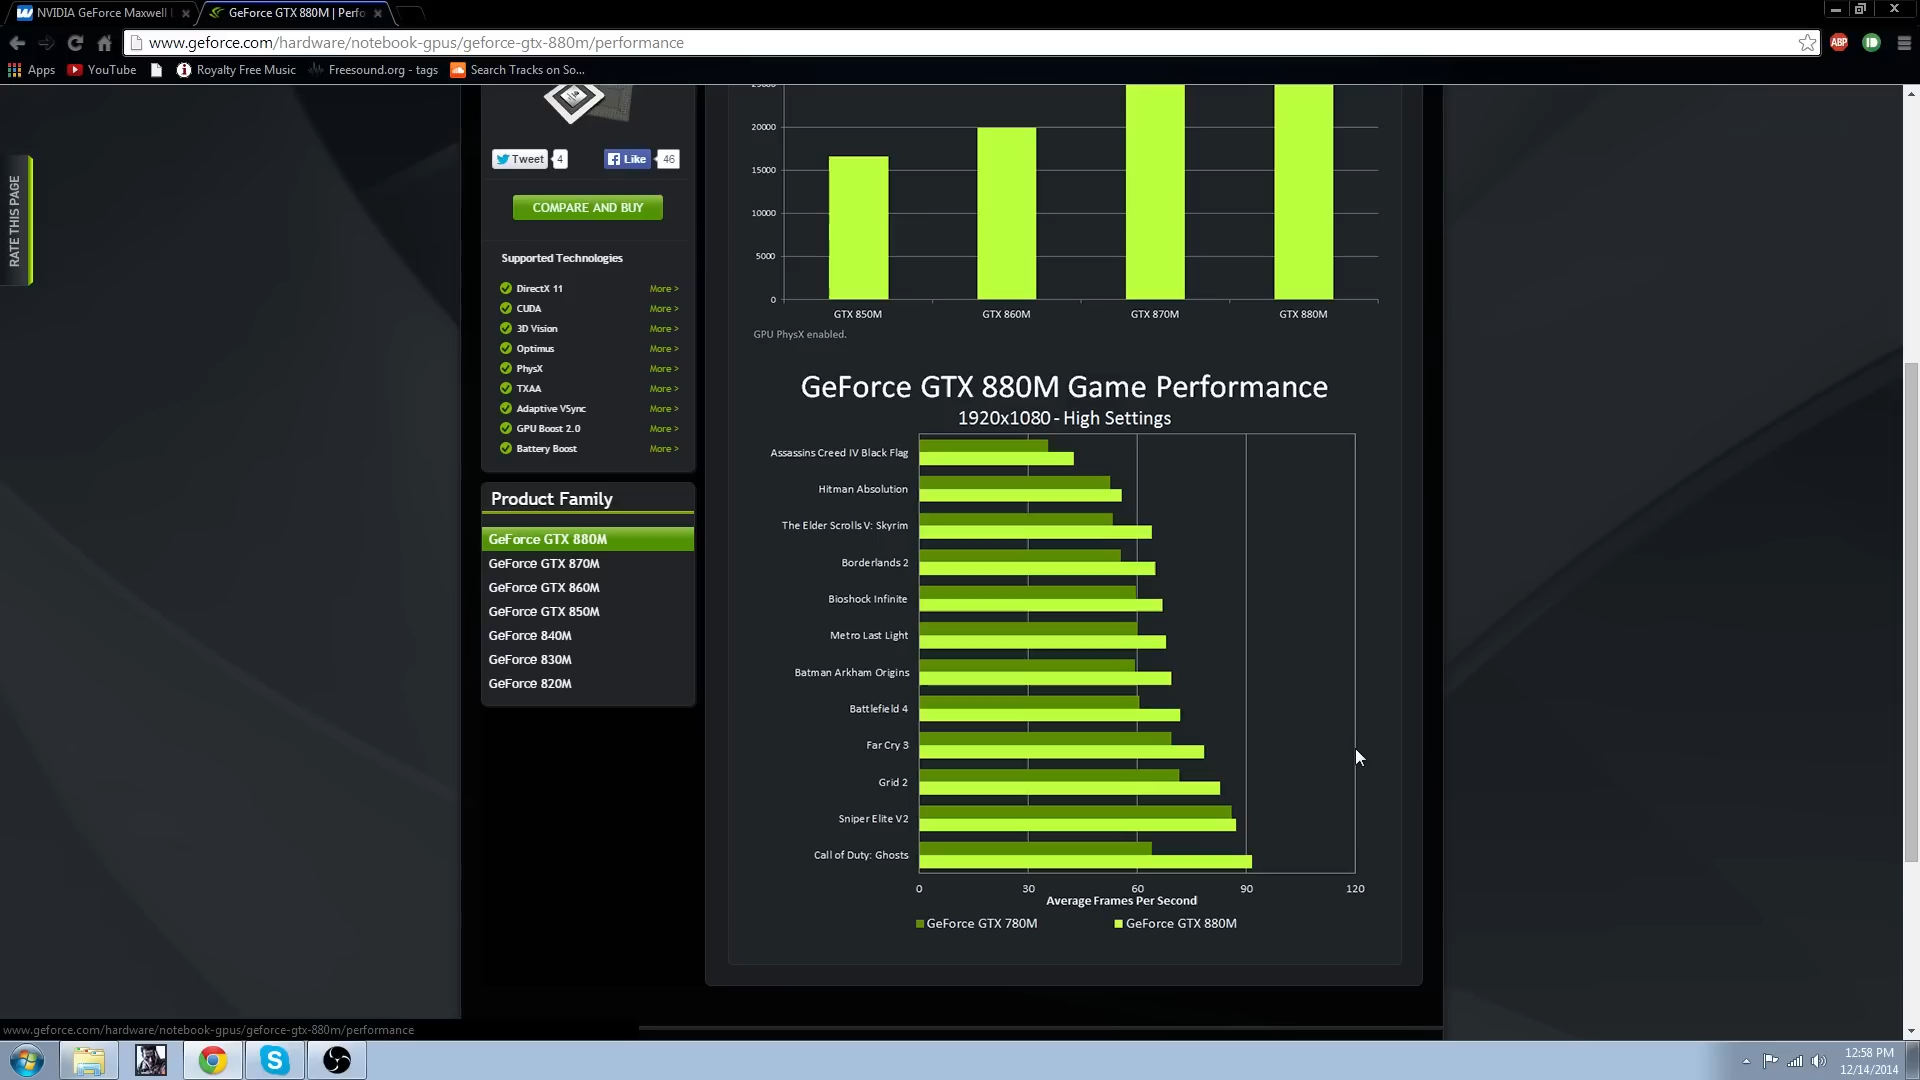 NVIDIA GeForce Maxwell
GeForce GTX 880M | Perfo
www.geforce.com/hardware/notebook-gpus/geforce-gtx-880m/performance
ABP
Apps
YouTube
Royalty Free Music
Freesound.org - tags
Search Tracks on So...
RATE THIS PAGE
Tweet
4
Like
46
COMPARE AND BUY
Supported Technologies
DirectX 11 More >
CUDA More >
3D Vision More >
Optimus More >
PhysX More >
TXAA More >
Adaptive VSync More >
GPU Boost 2.0 More >
Battery Boost More >
Product Family
GeForce GTX 880M
GeForce GTX 870M
GeForce GTX 860M
GeForce GTX 850M
GeForce 840M
GeForce 830M
GeForce 820M
25000
20000
15000
10000
5000
0
GTX 850M GTX 860M GTX 870M GTX 880M
GPU PhysX enabled.
GeForce GTX 880M Game Performance
1920x1080 - High Settings
Assassins Creed IV Black Flag
Hitman Absolution
The Elder Scrolls V: Skyrim
Borderlands 2
Bioshock Infinite
Metro Last Light
Batman Arkham Origins
Battlefield 4
Far Cry 3
Grid 2
Sniper Elite V2
Call of Duty: Ghosts
0 30 60 90 120
Average Frames Per Second
GeForce GTX 780M GeForce GTX 880M
www.geforce.com/hardware/notebook-gpus/geforce-gtx-880m/performance
12:58 PM
12/14/2014